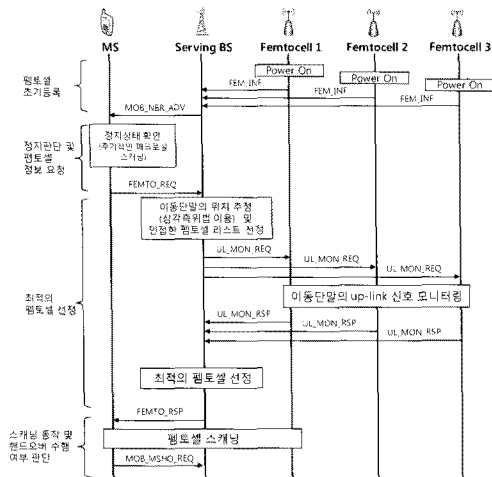 MS
Serving BS
Femtocell 1
Femtocell 2
Femtocell 3
Power On
Power On
Power On
펨토셀
초기등록
FEM_INF
FEM_INF
FEM_INF
MOB_NBR_ADV
정지판단 및
펨토셀
정보 요청
정지상태 확인
(주기적인 매크로셀
스캐닝)
FEMTO_REQ
이동단말의 위치 추정
(삼각측위법 이용) 및
인접한 펨토셀 리스트 선정
UL_MON_REQ
UL_MON_REQ
UL_MON_REQ
최적의
펨토셀 선정
이동단말의 up-link 신호 모니터링
UL_MON_RSP
UL_MON_RSP
UL_MON_RSP
최적의 펨토셀 선정
FEMTO_RSP
스캐닝 동작 및
핸드오버 수행
여부 판단
펨토셀 스캐닝
MOB_MSHO_REQ